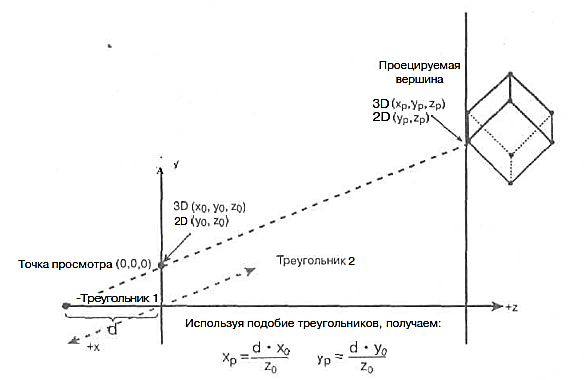 Проецируемая
вершина
3D (xp,yp,zp)
2D (yp,zp)
y
3D (x0, y0, z0)
2D (y0, z0)
Точка просмотра (0,0,0)
Треугольник 2
-Треугольник 1
+z
d
+x
Используя подобие треугольников, получаем:
xp = d · x0 / z0 yp = d · y0 / z0